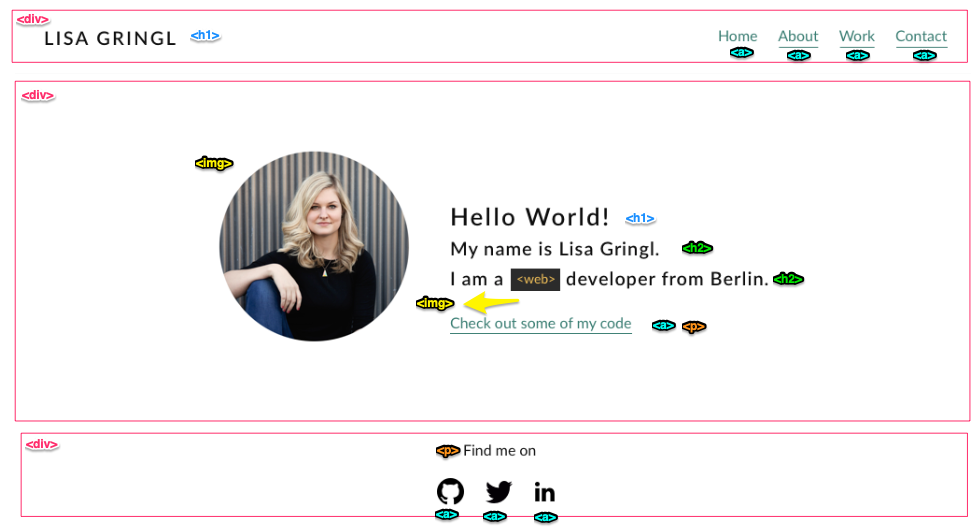 <div>
LISA GRINGL <h1> Home About Work Contact
<a> <a> <a> <a>
<div>
<img>
Hello World! <h1>
My name is Lisa Gringl. <h2>
I am a <web> developer from Berlin. <h2>
<img>
Check out some of my code <a> <p>
<div>
<p> Find me on
in
<a> <a> <a>